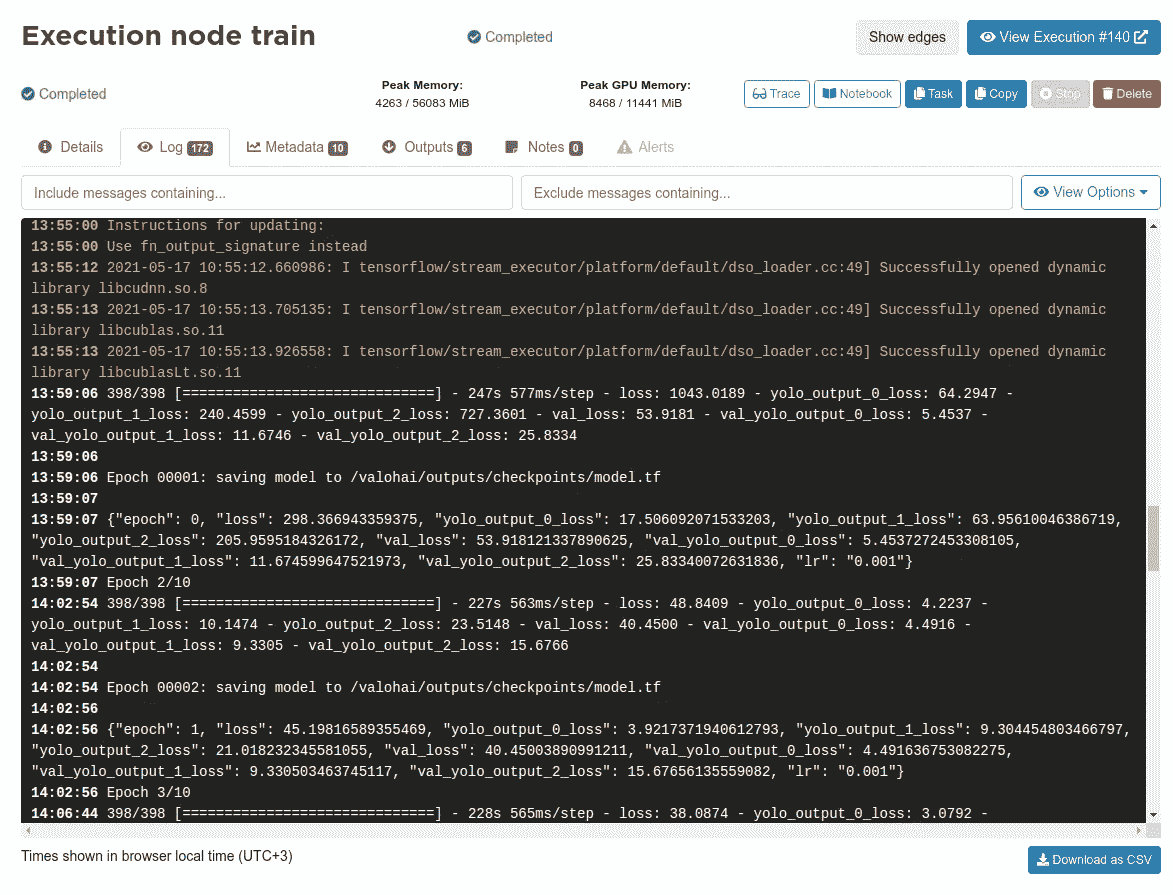 Execution node train
Completed
Show edges
View Execution #140
Completed
Peak Memory:
4263 / 56083 MiB
Peak GPU Memory:
8468 / 11441 MiB
Trace
Notebook
Task
Copy
Stop
Delete
Details
Log 172
Metadata 10
Outputs 6
Notes 0
Alerts
Include messages containing...
Exclude messages containing...
View Options
13:55:00 Instructions for updating:
13:55:00 Use fn_output_signature instead
13:55:12 2021-05-17 10:55:12.660986: I tensorflow/stream_executor/platform/default/dso_loader.cc:49] Successfully opened dynamic
library libcudnn.so.8
13:55:13 2021-05-17 10:55:13.705135: I tensorflow/stream_executor/platform/default/dso_loader.cc:49] Successfully opened dynamic
library libcublas.so.11
13:55:13 2021-05-17 10:55:13.926558: I tensorflow/stream_executor/platform/default/dso_loader.cc:49] Successfully opened dynamic
library libcublasLt.so.11
13:59:06 398/398 [==============================] - 247s 577ms/step - loss: 1043.0189 - yolo_output_0_loss: 64.2947 -
yolo_output_1_loss: 240.4599 - yolo_output_2_loss: 727.3601 - val_loss: 53.9181 - val_yolo_output_0_loss: 5.4537 -
val_yolo_output_1_loss: 11.6746 - val_yolo_output_2_loss: 25.8334
13:59:06
13:59:06 Epoch 00001: saving model to /valohai/outputs/checkpoints/model.tf
13:59:07
13:59:07 {"epoch": 0, "loss": 298.366943359375, "yolo_output_0_loss": 17.506092071533203, "yolo_output_1_loss": 63.95610046386719,
"yolo_output_2_loss": 205.9595184326172, "val_loss": 53.918121337890625, "val_yolo_output_0_loss": 5.4537272453308105,
"val_yolo_output_1_loss": 11.674599647521973, "val_yolo_output_2_loss": 25.83340072631836, "lr": "0.001"}
13:59:07 Epoch 2/10
14:02:54 398/398 [==============================] - 227s 563ms/step - loss: 48.8409 - yolo_output_0_loss: 4.2237 -
yolo_output_1_loss: 10.1474 - yolo_output_2_loss: 23.5148 - val_loss: 40.4500 - val_yolo_output_0_loss: 4.4916 -
val_yolo_output_1_loss: 9.3305 - val_yolo_output_2_loss: 15.6766
14:02:54
14:02:54 Epoch 00002: saving model to /valohai/outputs/checkpoints/model.tf
14:02:56
14:02:56 {"epoch": 1, "loss": 45.19816589355469, "yolo_output_0_loss": 3.9217371940612793, "yolo_output_1_loss": 9.304454803466797,
"yolo_output_2_loss": 21.018232345581055, "val_loss": 40.45003890991211, "val_yolo_output_0_loss": 4.491636753082275,
"val_yolo_output_1_loss": 9.330503463745117, "val_yolo_output_2_loss": 15.67656135559082, "lr": "0.001"}
14:02:56 Epoch 3/10
14:06:44 398/398 [==============================] - 228s 565ms/step - loss: 38.0874 - yolo_output_0_loss: 3.0792 -
Times shown in browser local time (UTC+3)
Download as CSV